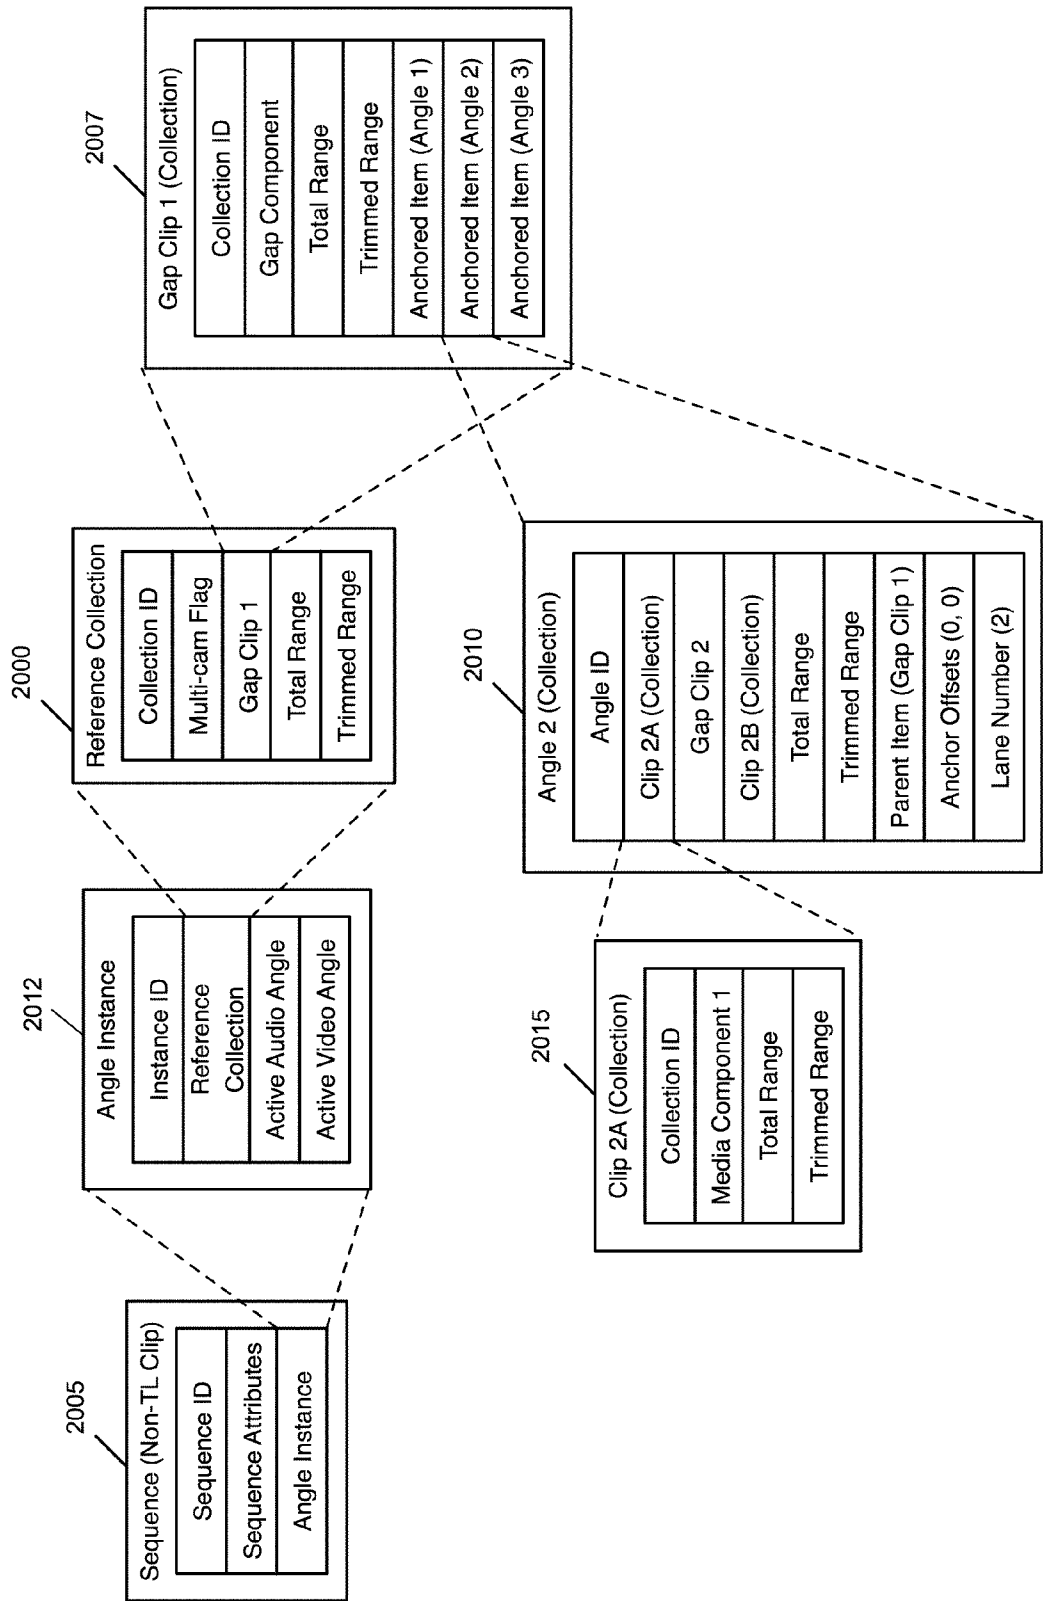 2005
Sequence (Non-TL Clip)
Sequence ID
Sequence Attributes
Angle Instance
2012
Angle Instance
Instance ID
Reference
Collection
Active Audio Angle
Active Video Angle
2000
Reference Collection
Collection ID
Multi-cam Flag
Gap Clip 1
Total Range
Trimmed Range
2007
Gap Clip 1 (Collection)
Collection ID
Gap Component
Total Range
Trimmed Range
Anchored Item (Angle 1)
Anchored Item (Angle 2)
Anchored Item (Angle 3)
2015
Clip 2A (Collection)
Collection ID
Media Component 1
Total Range
Trimmed Range
2010
Angle 2 (Collection)
Angle ID
Clip 2A (Collection)
Gap Clip 2
Clip 2B (Collection)
Total Range
Trimmed Range
Parent Item (Gap Clip 1)
Anchor Offsets (0, 0)
Lane Number (2)